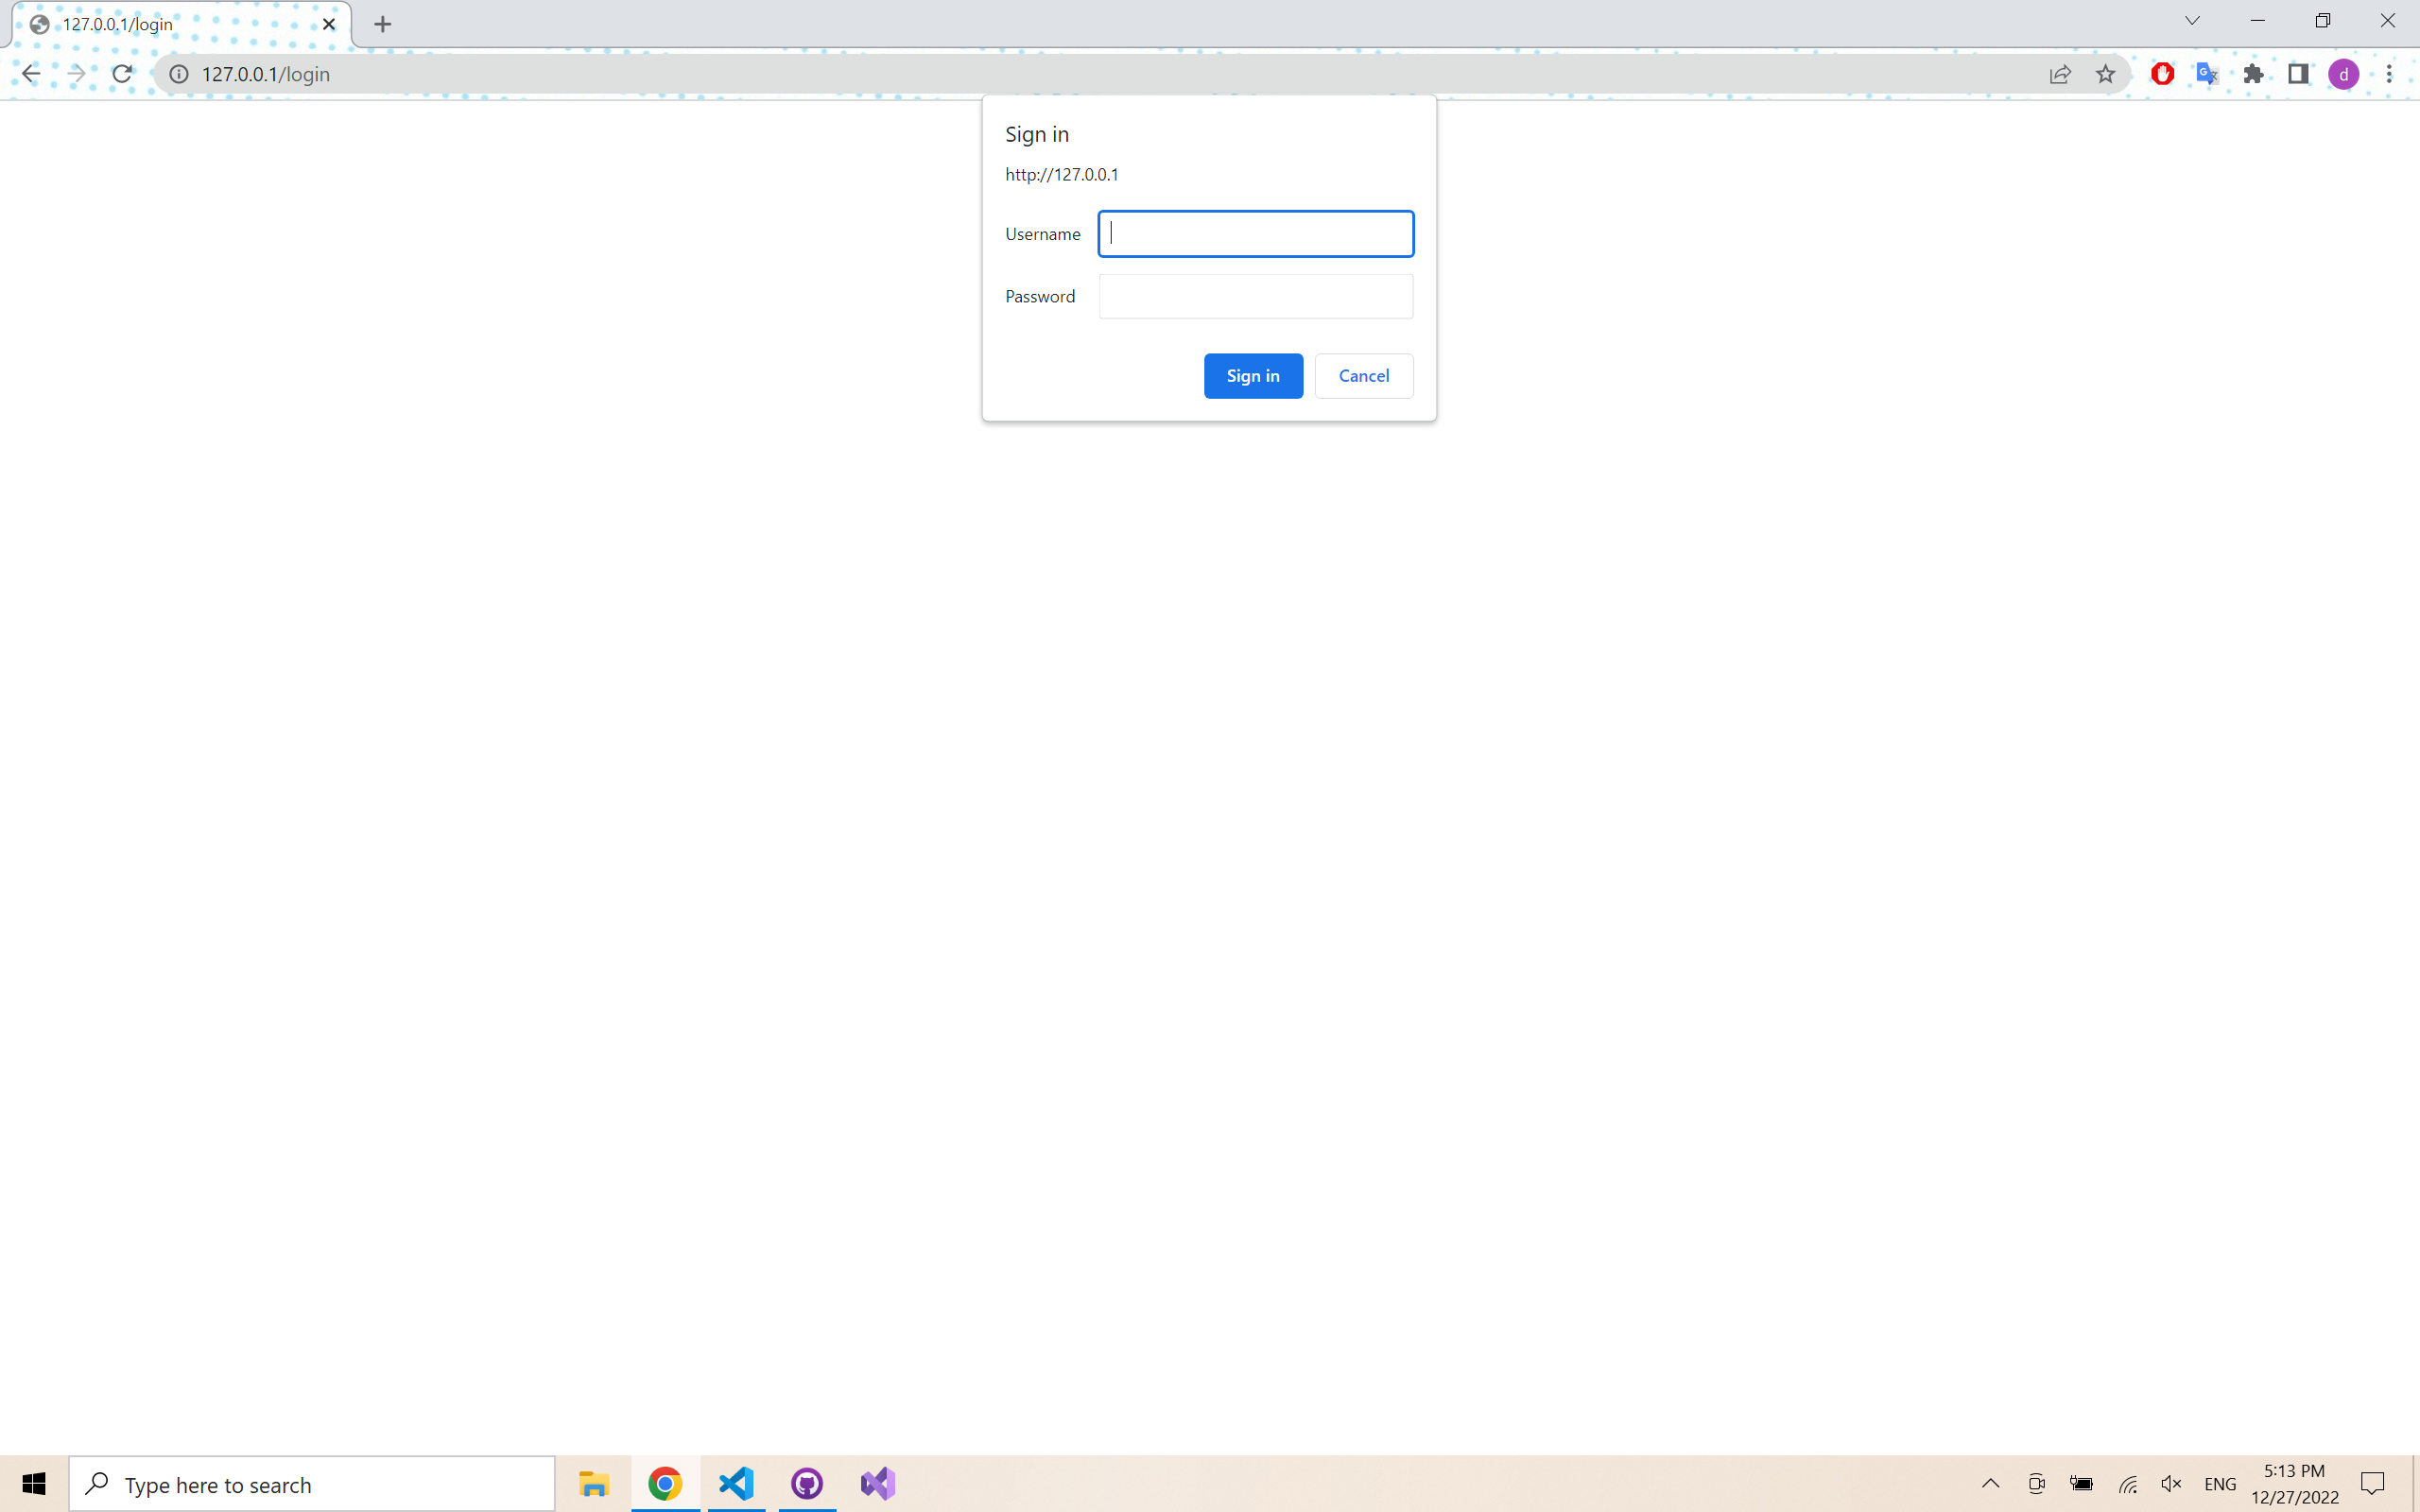 127.0.0.1/login
127.0.0.1/login
d
Sign in
http://127.0.0.1
Username
Password
Sign in
Cancel
Type here to search
ENG
5:13 PM
12/27/2022